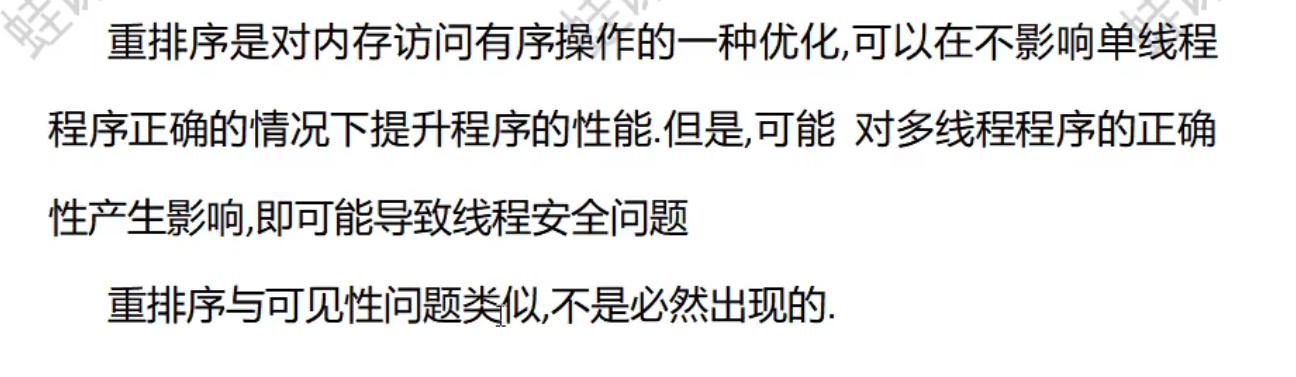 重排序是对内存访问有序操作的一种优化,可以在不影响单线程
程序正确的情况下提升程序的性能.但是,可能 对多线程程序的正确
性产生影响,即可能导致线程安全问题
重排序与可见性问题类似,不是必然出现的.